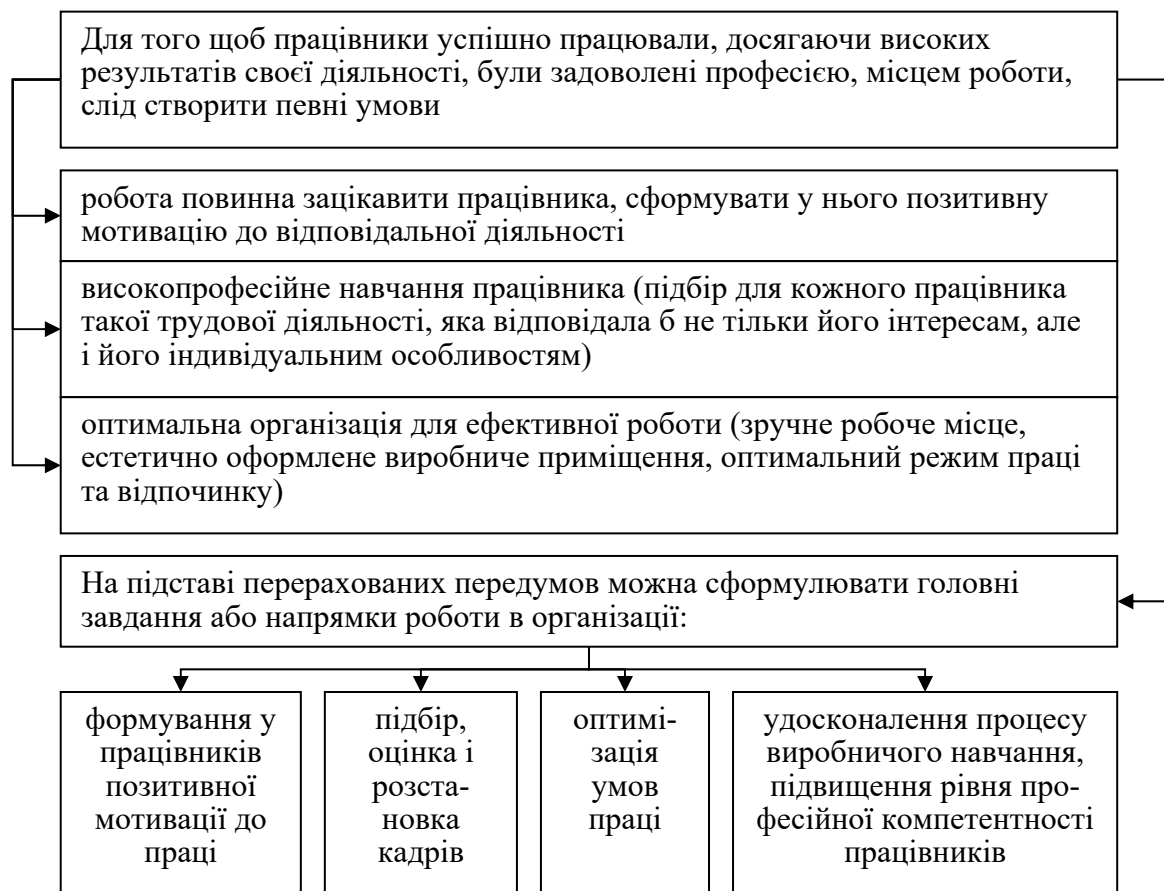 Для того щоб працівники успішно працювали, досягаючи високих
результатів своєї діяльності, були задоволені професією, місцем роботи,
слід створити певні умови
робота повинна зацікавити працівника, сформувати у нього позитивну
мотивацію до відповідальної діяльності
високопрофесійне навчання працівника (підбір для кожного працівника
такої трудової діяльності, яка відповідала б не тільки його інтересам, але
і його індивідуальним особливостям)
оптимальна організація для ефективної роботи (зручне робоче місце,
естетично оформлене виробниче приміщення, оптимальний режим праці
та відпочинку)
На підставі перерахованих передумов можна сформулювати головні
завдання або напрямки роботи в організації:
формування у
працівників
позитивної
мотивації до
праці
підбір,
оцінка і
розста-
новка
кадрів
оптимі-
зація
умов
праці
удосконалення процесу
виробничого навчання,
підвищення рівня про-
фесійної компетентності
працівників